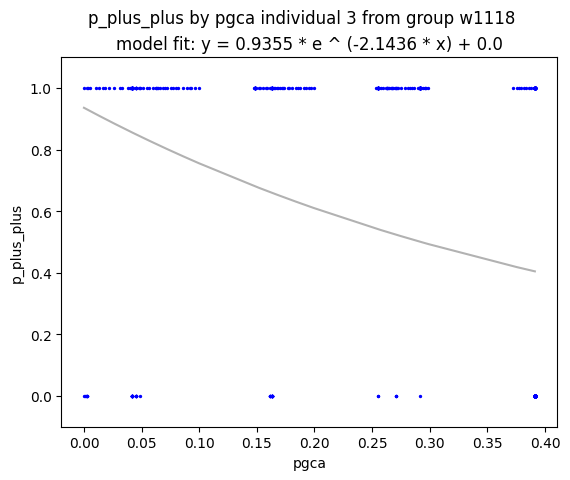 p_plus_plus by pgca individual 3 from group w1118
model fit: y = 0.9355 * e ^ (-2.1436 * x) + 0.0
1.0
0.8
0.6
0.4
0.2
0.0
p_plus_plus
0.00 0.05 0.10 0.15 0.20 0.25 0.30 0.35 0.40
pgca